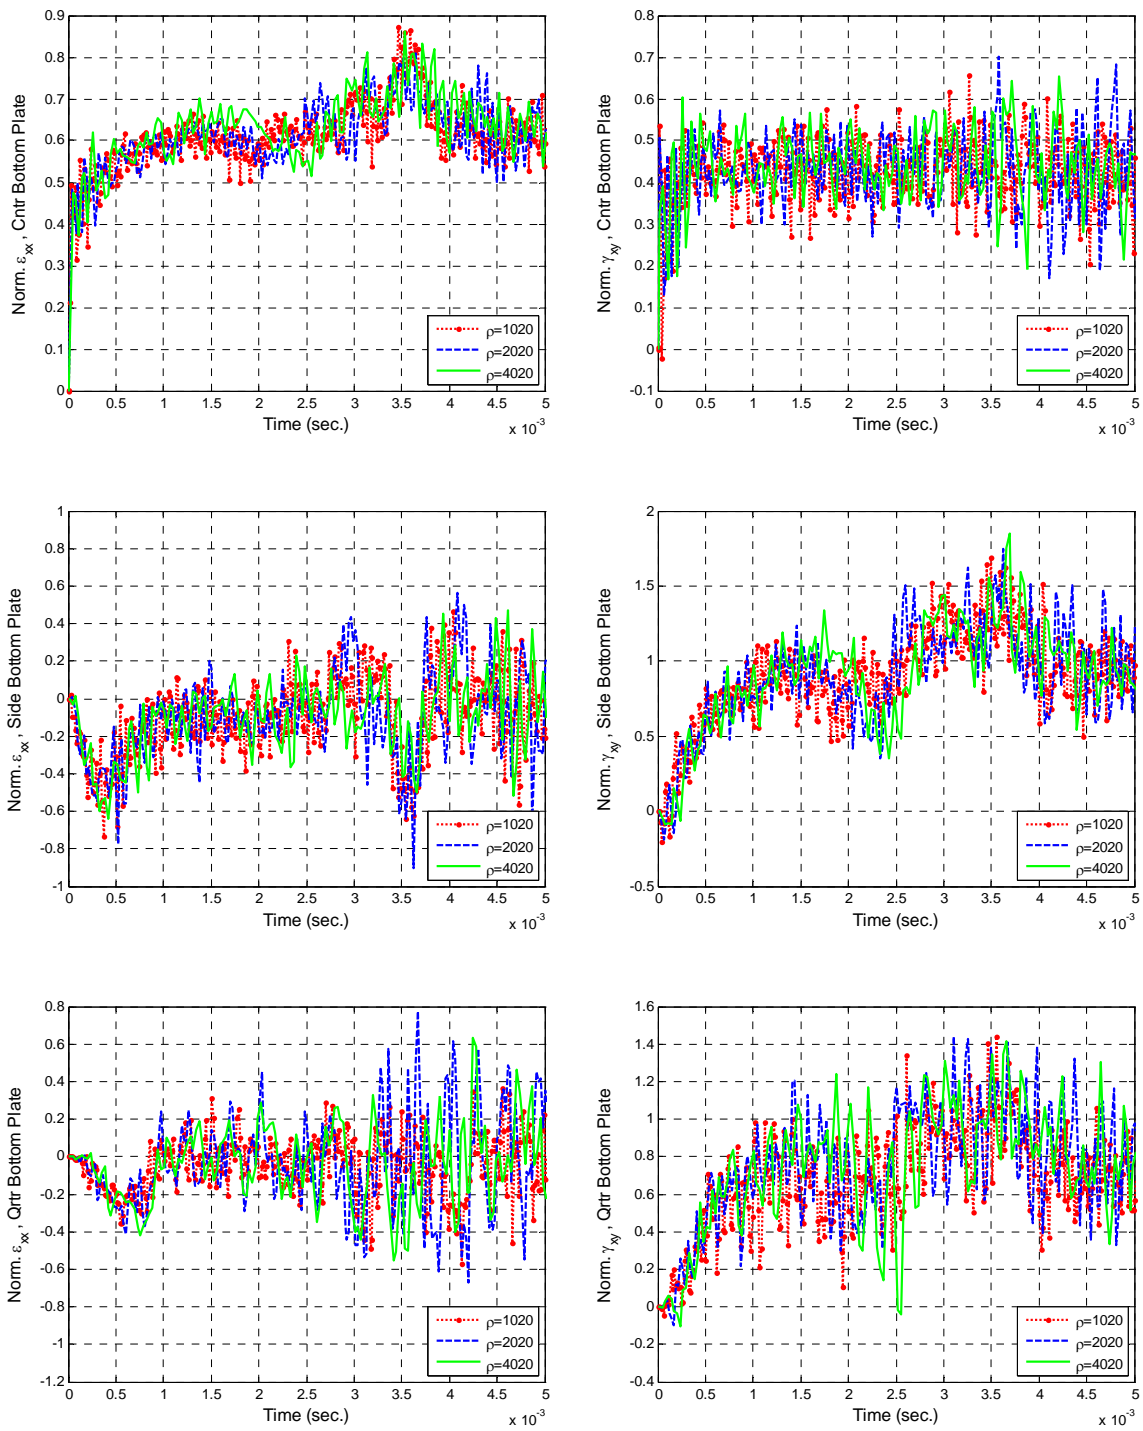 0.9
0.8
0.7
0.6
0.5
0.4
0.3
0.2
0.1
0
Norm. εxx , Cntr Bottom Plate
ρ=1020
ρ=2020
ρ=4020
0 0.5 1 1.5 2 2.5 3 3.5 4 4.5 5
Time (sec.)
x 10-3
0.8
0.7
0.6
0.5
0.4
0.3
0.2
0.1
0
-0.1
Norm. γxy , Cntr Bottom Plate
ρ=1020
ρ=2020
ρ=4020
0 0.5 1 1.5 2 2.5 3 3.5 4 4.5 5
Time (sec.)
x 10-3
1
0.8
0.6
0.4
0.2
0
-0.2
-0.4
-0.6
-0.8
-1
Norm. εxx , Side Bottom Plate
ρ=1020
ρ=2020
ρ=4020
0 0.5 1 1.5 2 2.5 3 3.5 4 4.5 5
Time (sec.)
x 10-3
2
1.5
1
0.5
0
-0.5
Norm. γxy , Side Bottom Plate
ρ=1020
ρ=2020
ρ=4020
0 0.5 1 1.5 2 2.5 3 3.5 4 4.5 5
Time (sec.)
x 10-3
0.8
0.6
0.4
0.2
0
-0.2
-0.4
-0.6
-0.8
-1
-1.2
Norm. εxx , Qrtr Bottom Plate
ρ=1020
ρ=2020
ρ=4020
0 0.5 1 1.5 2 2.5 3 3.5 4 4.5 5
Time (sec.)
x 10-3
1.6
1.4
1.2
1
0.8
0.6
0.4
0.2
0
-0.2
-0.4
Norm. γxy , Qrtr Bottom Plate
ρ=1020
ρ=2020
ρ=4020
0 0.5 1 1.5 2 2.5 3 3.5 4 4.5 5
Time (sec.)
x 10-3